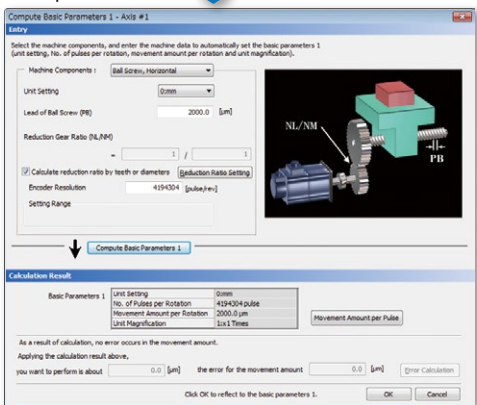 Compute Basic Parameters 1 - Axis #1
Entry
Select the machine components, and enter the machine data to automatically set the basic parameters 1
(unit setting, No. of pulses per rotation, movement amount per rotation and unit magnification).
Machine Components : Ball Screw, Horizontal
Unit Setting 0:mm
Lead of Ball Screw (PB) 2000.0 [μm]
Reduction Gear Ratio (NL/NM)
= 1 / 1
Calculate reduction ratio by teeth or diameters Reduction Ratio Setting
Encoder Resolution 4194304 [pulse/rev]
Setting Range
NL/NM
PB
Compute Basic Parameters 1
Calculation Result
Basic Parameters 1
Unit Setting 0:mm
No. of Pulses per Rotation 4194304 pulse
Movement Amount per Rotation 2000.0 μm
Unit Magnification 1:x1 Times
Movement Amount per Pulse
As a result of calculation, no error occurs in the movement amount.
Applying the calculation result above,
you want to perform is about 0.0 [μm] the error for the movement amount 0.0 [μm] Error Calculation
Click OK to reflect to the basic parameters 1. OK Cancel